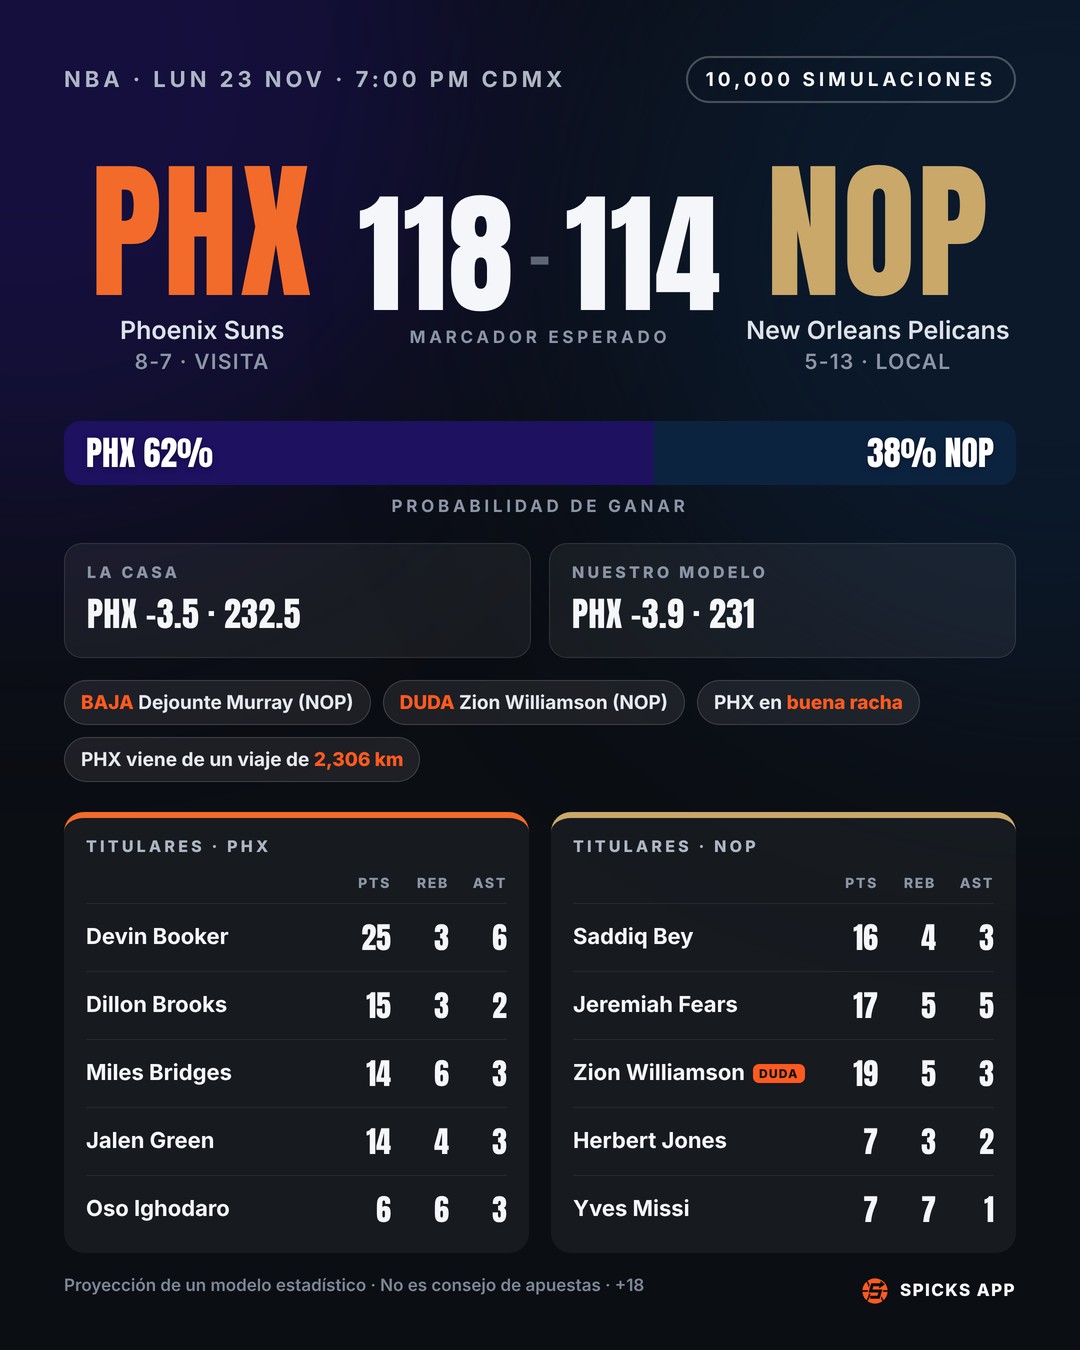 NBA · LUN 23 NOV · 7:00 PM CDMX
10,000 SIMULACIONES
PHX
118 - 114
NOP
Phoenix Suns
8-7 · VISITA
MARCADOR ESPERADO
New Orleans Pelicans
5-13 · LOCAL
PHX 62%
38% NOP
PROBABILIDAD DE GANAR
LA CASA
PHX -3.5 · 232.5
NUESTRO MODELO
PHX -3.9 · 231
BAJA Dejounte Murray (NOP)
DUDA Zion Williamson (NOP)
PHX en buena racha
PHX viene de un viaje de 2,306 km
TITULARES · PHX
PTS REB AST
Devin Booker 25 3 6
Dillon Brooks 15 3 2
Miles Bridges 14 6 3
Jalen Green 14 4 3
Oso Ighodaro 6 6 3
TITULARES · NOP
PTS REB AST
Saddiq Bey 16 4 3
Jeremiah Fears 17 5 5
Zion Williamson DUDA 19 5 3
Herbert Jones 7 3 2
Yves Missi 7 7 1
Proyección de un modelo estadístico · No es consejo de apuestas · +18
SPICKS APP